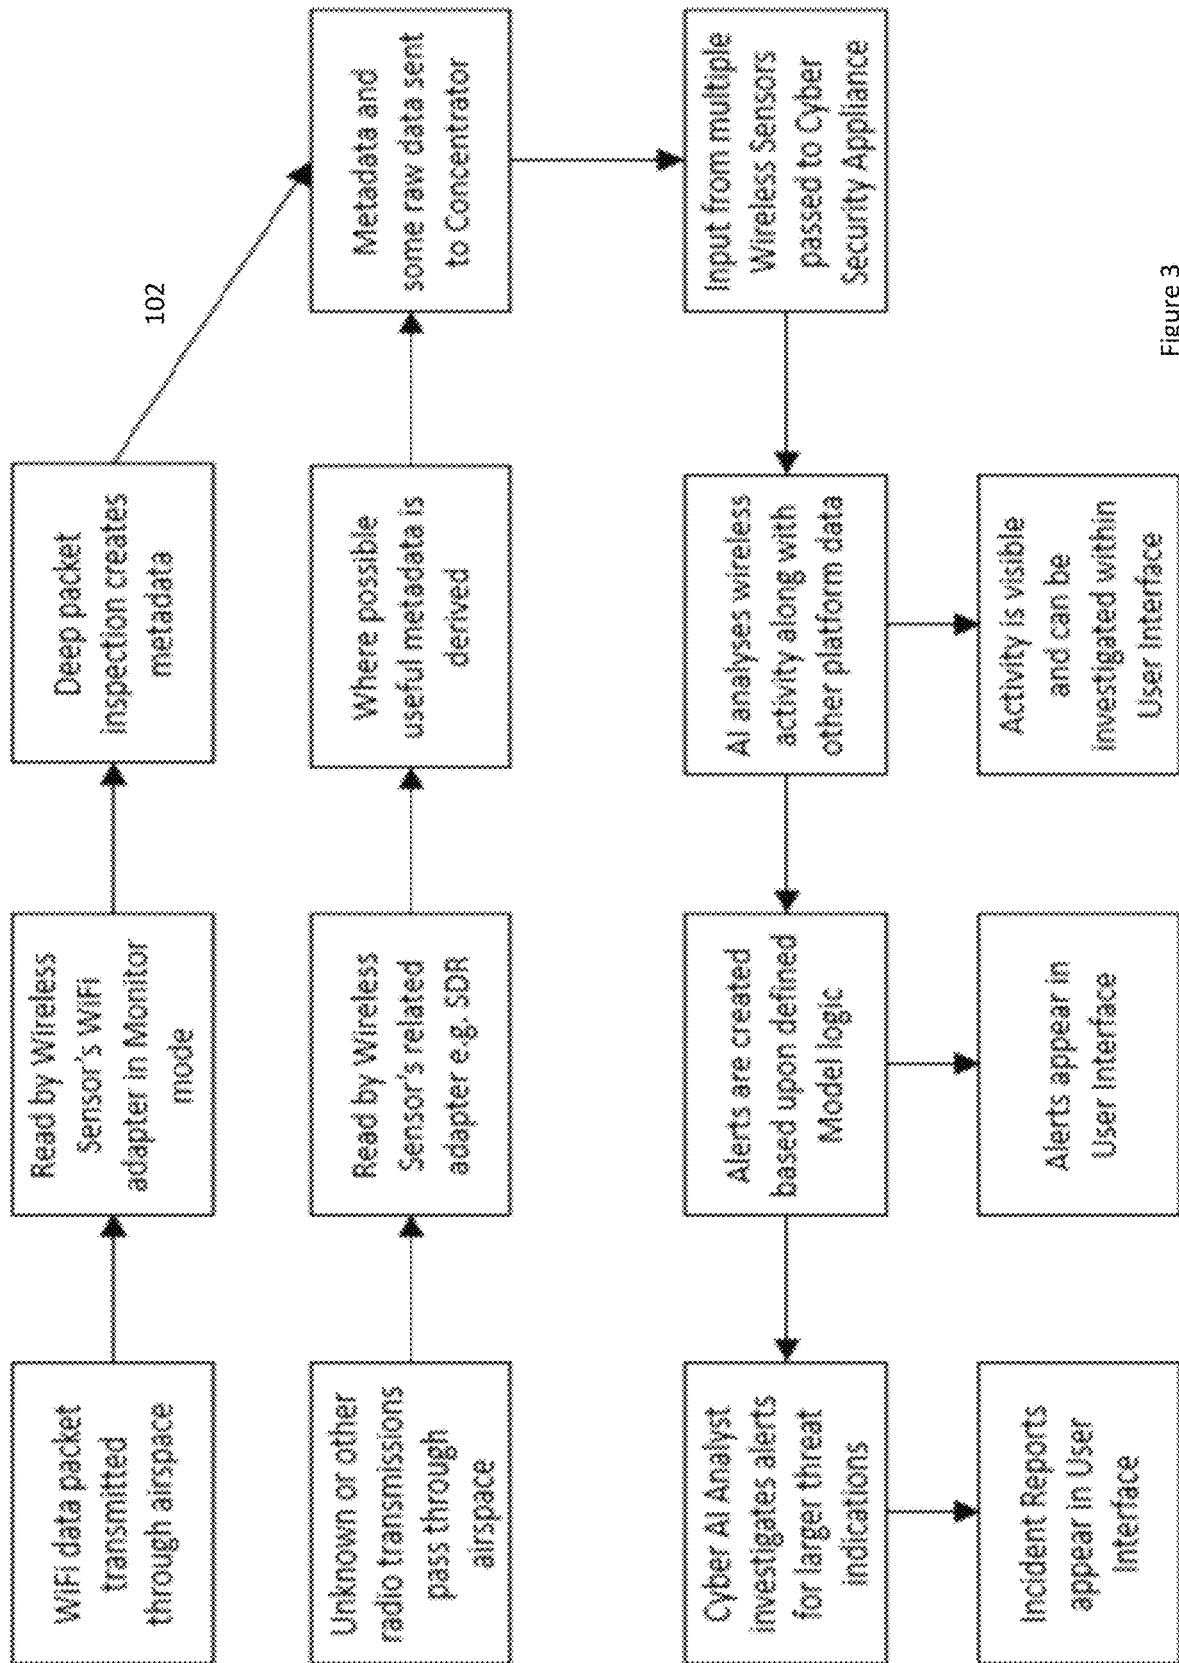 WiFi data packet
transmitted
through airspace
Read by Wireless
Sensor's WiFi
adapter in Monitor
mode
Deep packet
inspection creates
metadata
102
Unknown or other
radio transmissions
pass through
airspace
Read by Wireless
Sensor's related
adapter e.g. SDR
Where possible
useful metadata is
derived
Metadata and
some raw data sent
to Concentrator
Cyber AI Analyst
investigates alerts
for larger threat
indications
Alerts are created
based upon defined
Model logic
AI analyses wireless
activity along with
other platform data
Input from multiple
Wireless Sensors
passed to Cyber
Security Appliance
Incident Reports
appear in User
Interface
Alerts appear in
User Interface
Activity is visible
and can be
investigated within
User Interface
Figure 3